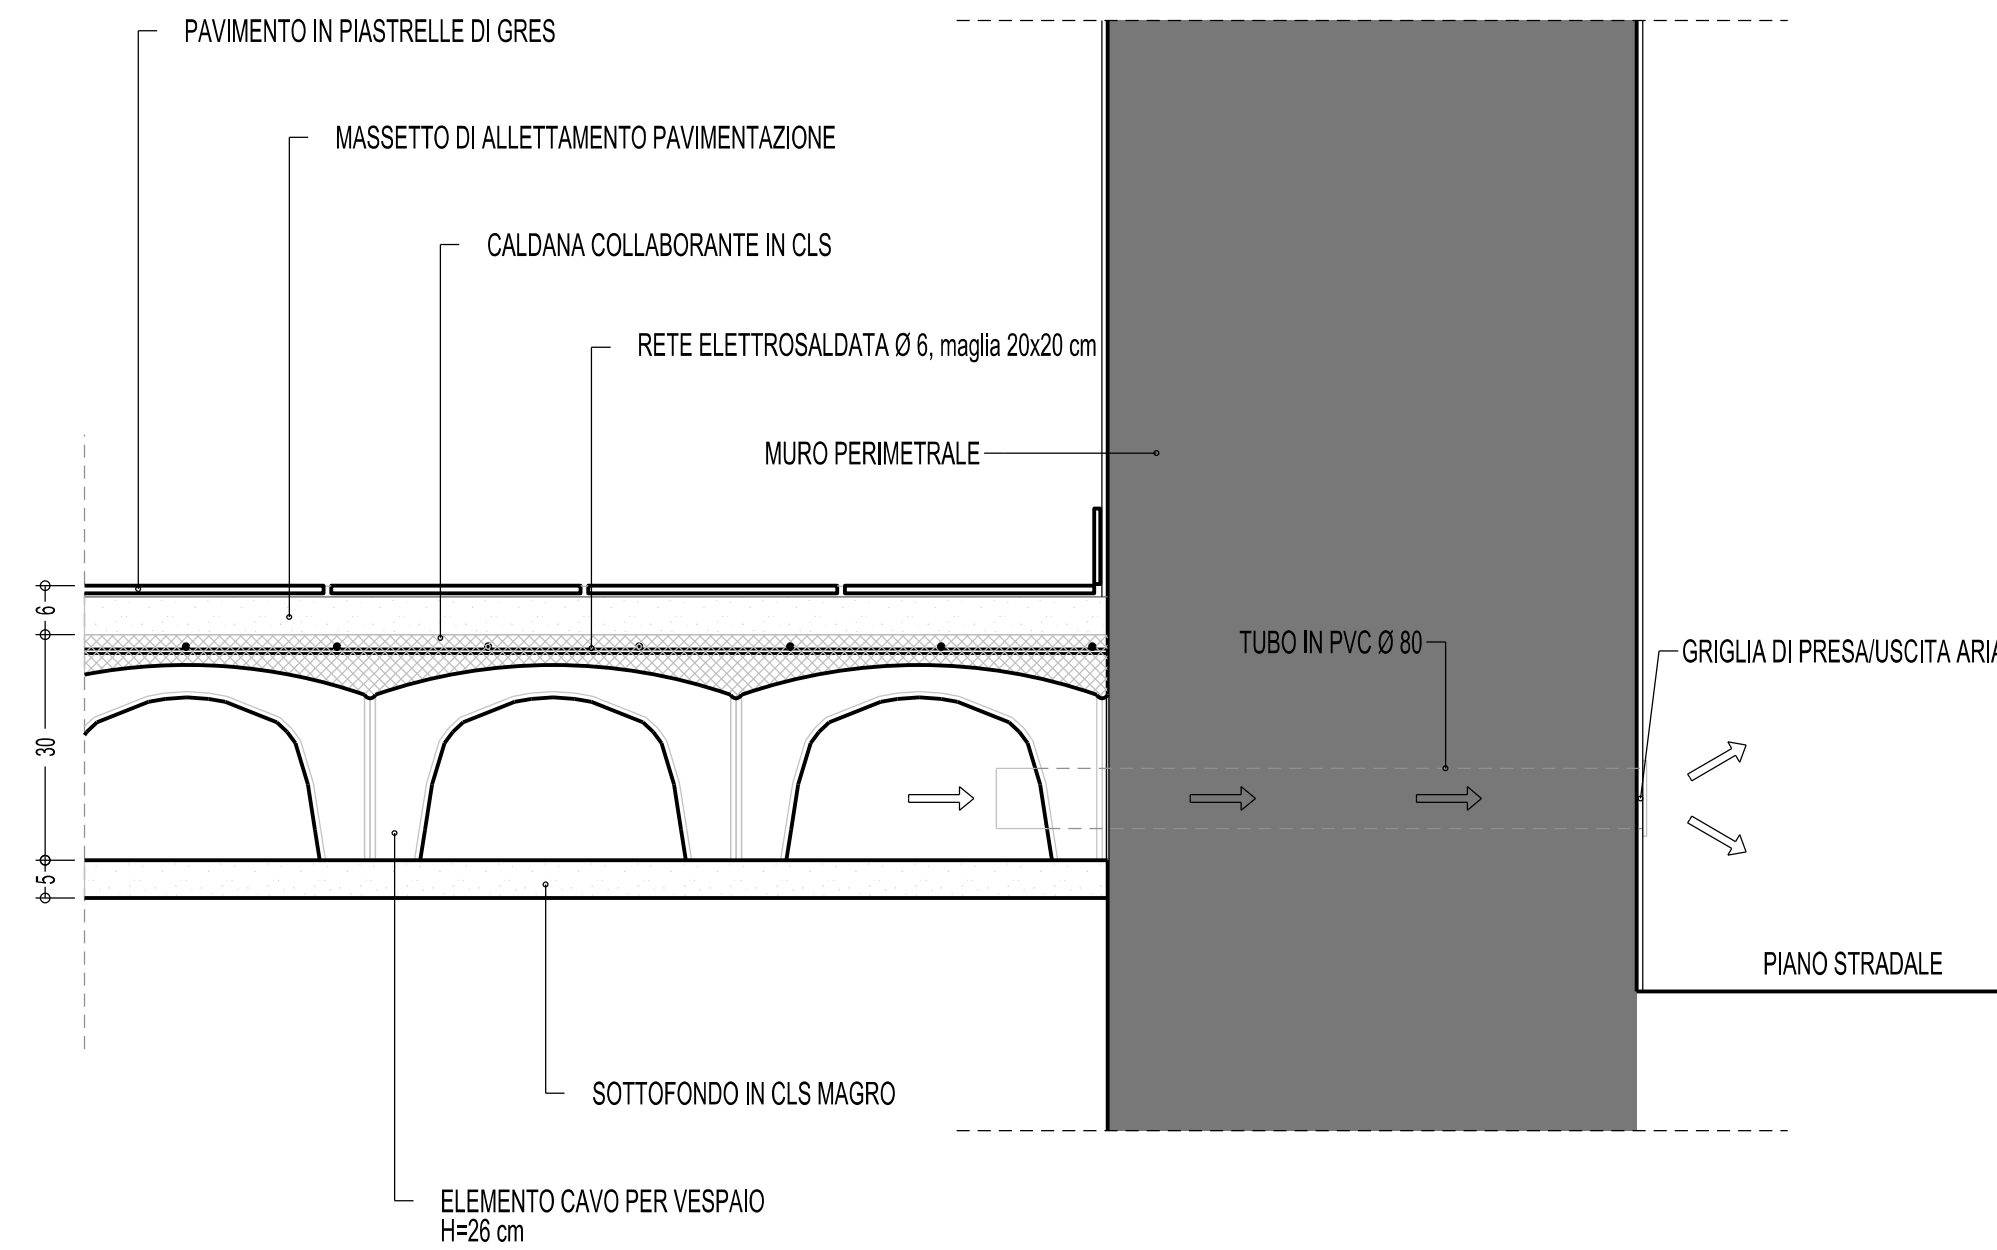 PAVIMENTO IN PIASTRELLE DI GRES
MASSETTO DI ALLETTAMENTO PAVIMENTAZIONE
CALDANA COLLABORANTE IN CLS
RETE ELETTROSALDATA Ø 6, maglia 20x20 cm
MURO PERIMETRALE
6
TUBO IN PVC Ø 80
GRIGLIA DI PRESA/USCITA ARIA
30
5
PIANO STRADALE
SOTTOFONDO IN CLS MAGRO
ELEMENTO CAVO PER VESPAIO
H=26 cm